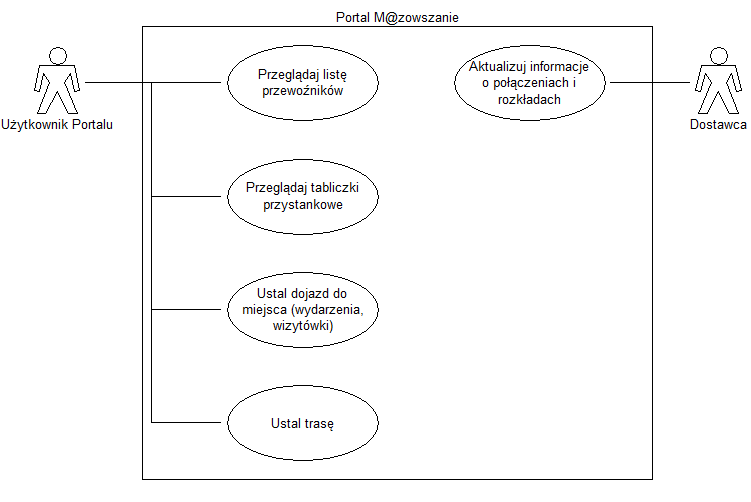 Portal M@zowszanie
Użytkownik Portalu
Przeglądaj listę
przewoźników
Aktualizuj informacje
o połączeniach i
rozkładach
Dostawca
Przeglądaj tabliczki
przystankowe
Ustal dojazd do
miejsca (wydarzenia,
wizytówki)
Ustal trasę